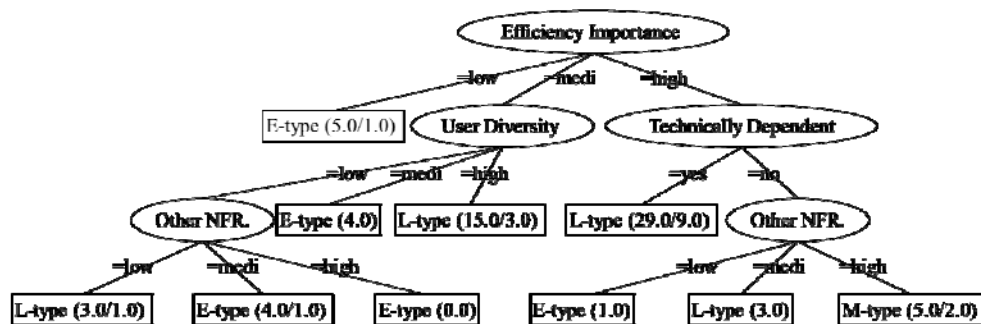 Efficiency Importance
=low
=medi
=high
E-type (5.0/1.0)
User Diversity
Technically Dependent
=low
=medi
=high
=yes
=no
Other NFR.
E-type (4.0)
L-type (15.0/3.0)
L-type (29.0/9.0)
Other NFR.
=low
=medi
=high
=low
=medi
=high
L-type (3.0/1.0)
E-type (4.0/1.0)
E-type (0.0)
E-type (1.0)
L-type (3.0)
M-type (5.0/2.0)